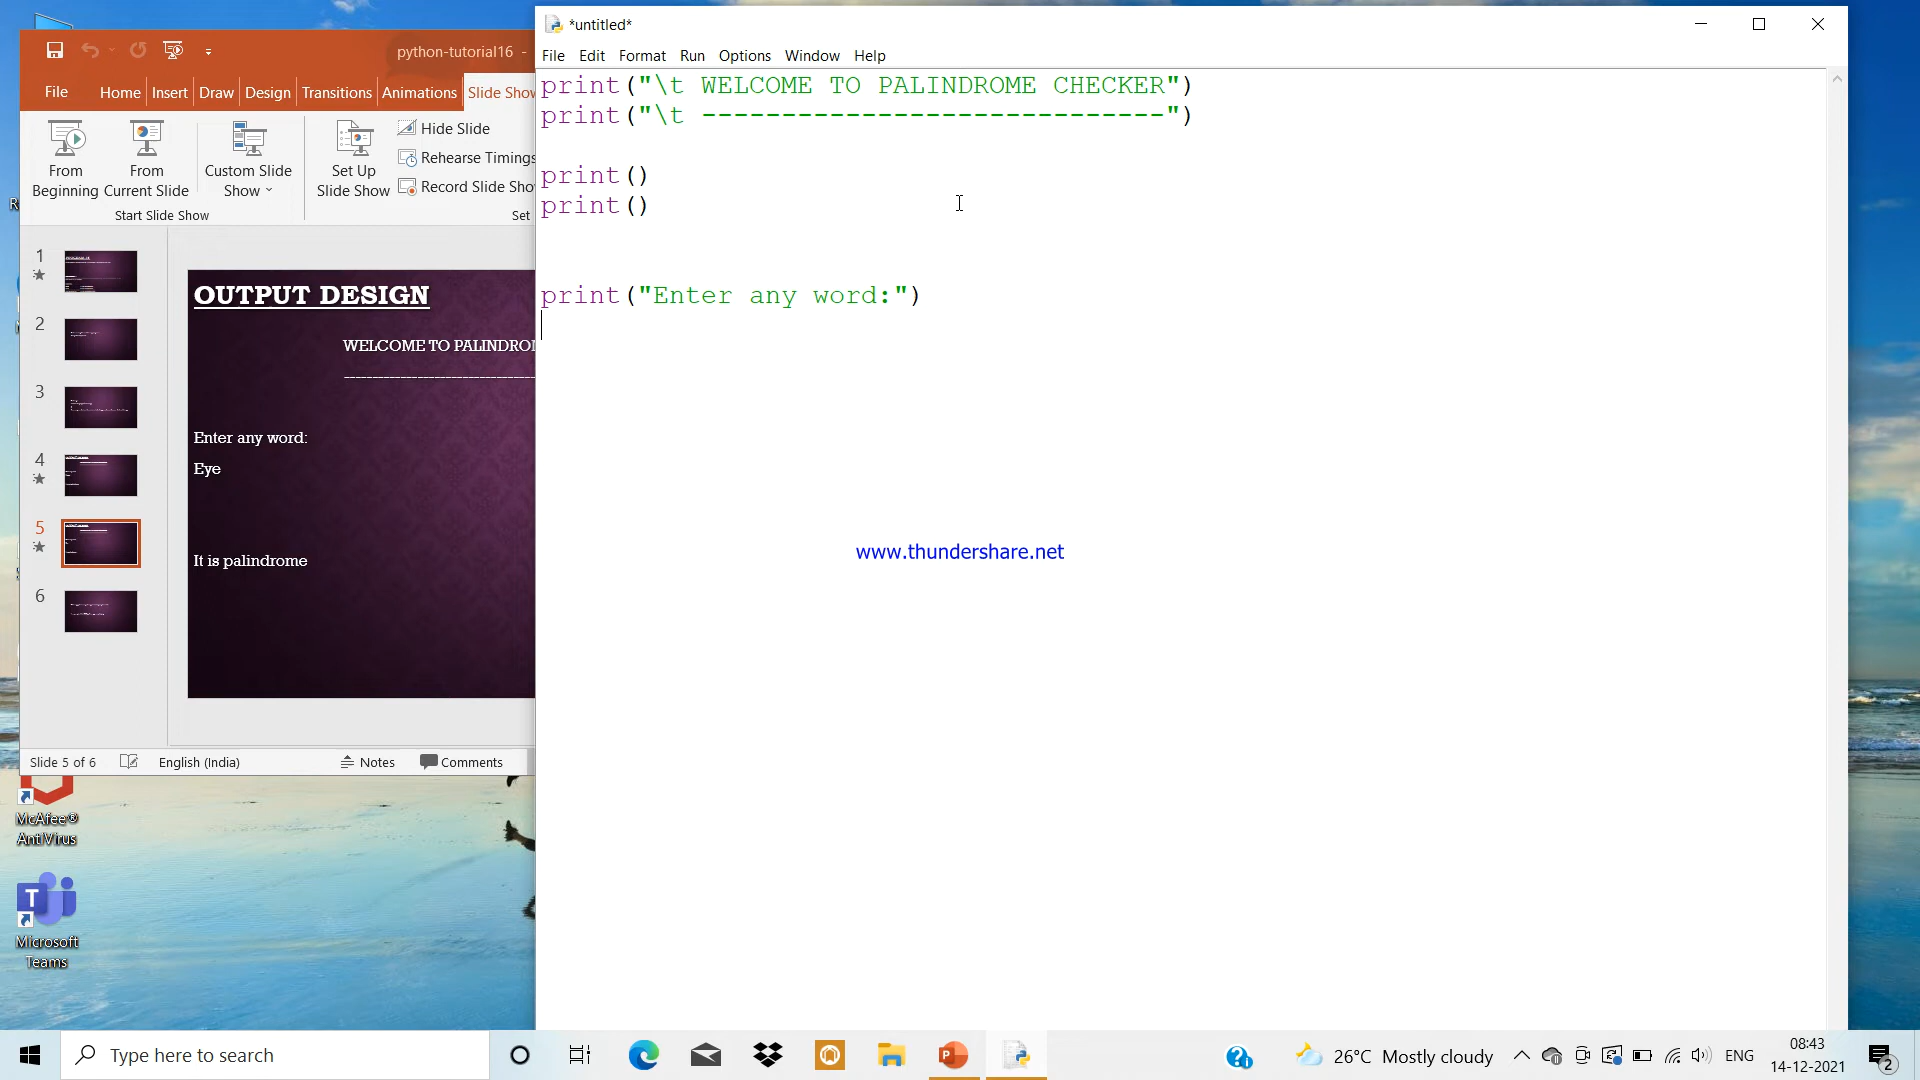 python-tutorial16 -
File
Home
Insert
Draw
Design
Transitions
Animations
Slide Show
From Beginning
From Current Slide
Custom Slide Show
Set Up Slide Show
Hide Slide
Rehearse Timings
Record Slide Sho
Start Slide Show
Set
1
2
3
4
5
6
OUTPUT DESIGN
WELCOME TO PALINDRO
--------------------------------
Enter any word:
Eye
It is palindrome
Slide 5 of 6
English (India)
Notes
Comments
*untitled*
File Edit Format Run Options Window Help
print("\t WELCOME TO PALINDROME CHECKER")
print("\t -----------------------------")
print()
print()
print("Enter any word:")
www.thundershare.net
McAfee®
AntiVirus
Microsoft
Teams
Type here to search
26°C Mostly cloudy
ENG
08:43
14-12-2021
2